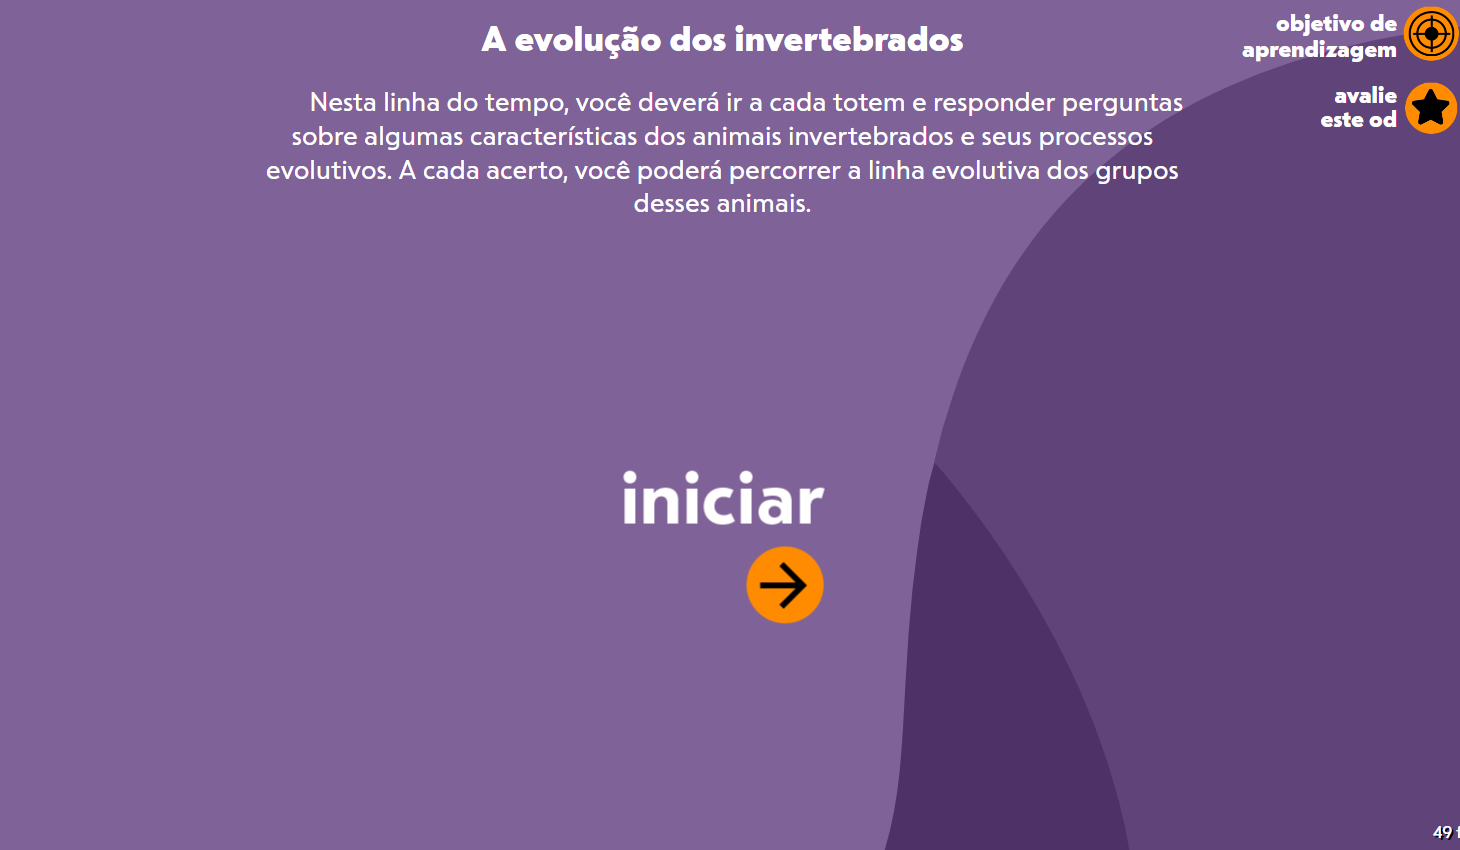 A evolução dos invertebrados
objetivo de
aprendizagem
Nesta linha do tempo, você deverá ir a cada totem e responder perguntas
sobre algumas características dos animais invertebrados e seus processos
evolutivos. A cada acerto, você poderá percorrer a linha evolutiva dos grupos
desses animais.
avalie
este od
iniciar
49